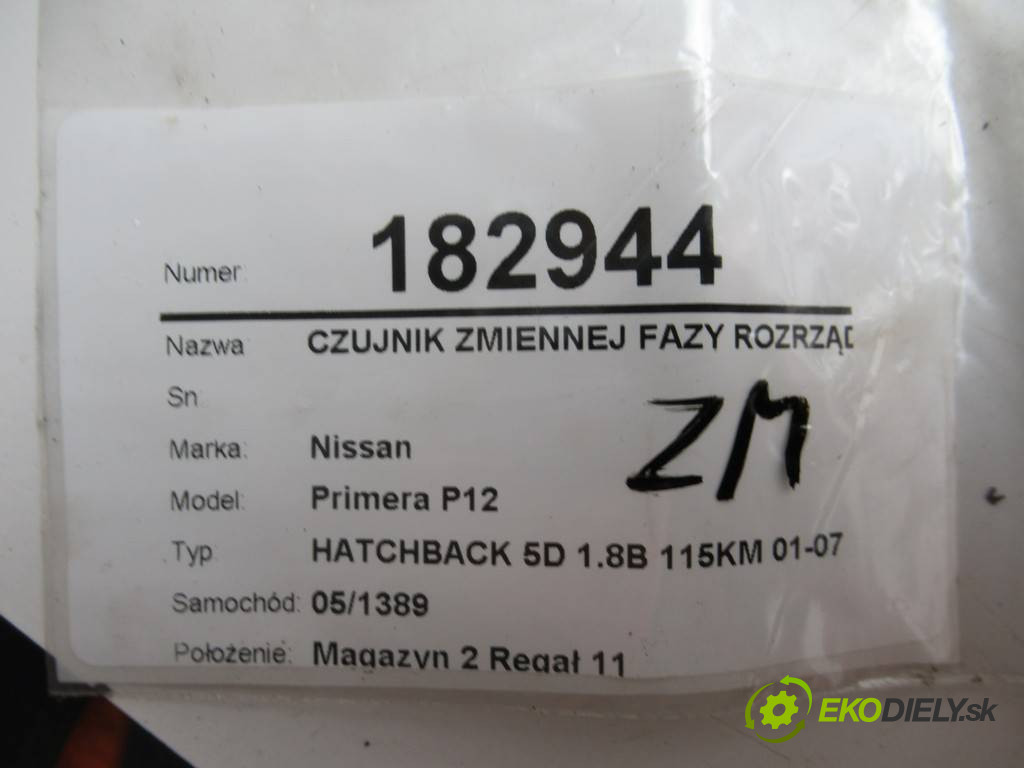 Numer: 182944
Nazwa CZUJNIK ZMIENNEJ FAZY ROZRZĄD
Sn
ZM
Marka: Nissan
Model: Primera P12
Typ HATCHBACK 5D 1.8B 115KM 01-07
Samochód: 05/1389
Położenie: Magazyn 2 Regał 11
EKODIELY.sk